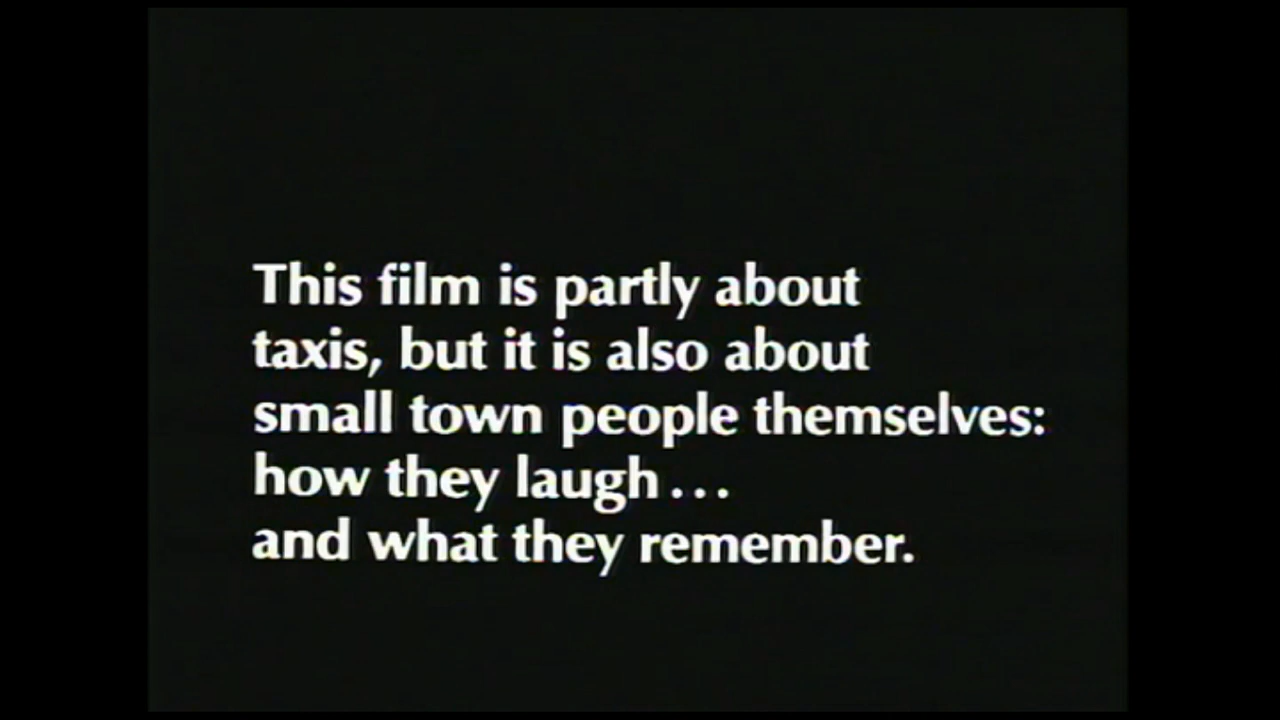 This film is partly about
taxis, but it is also about
small town people themselves:
how they laugh...
and what they remember.